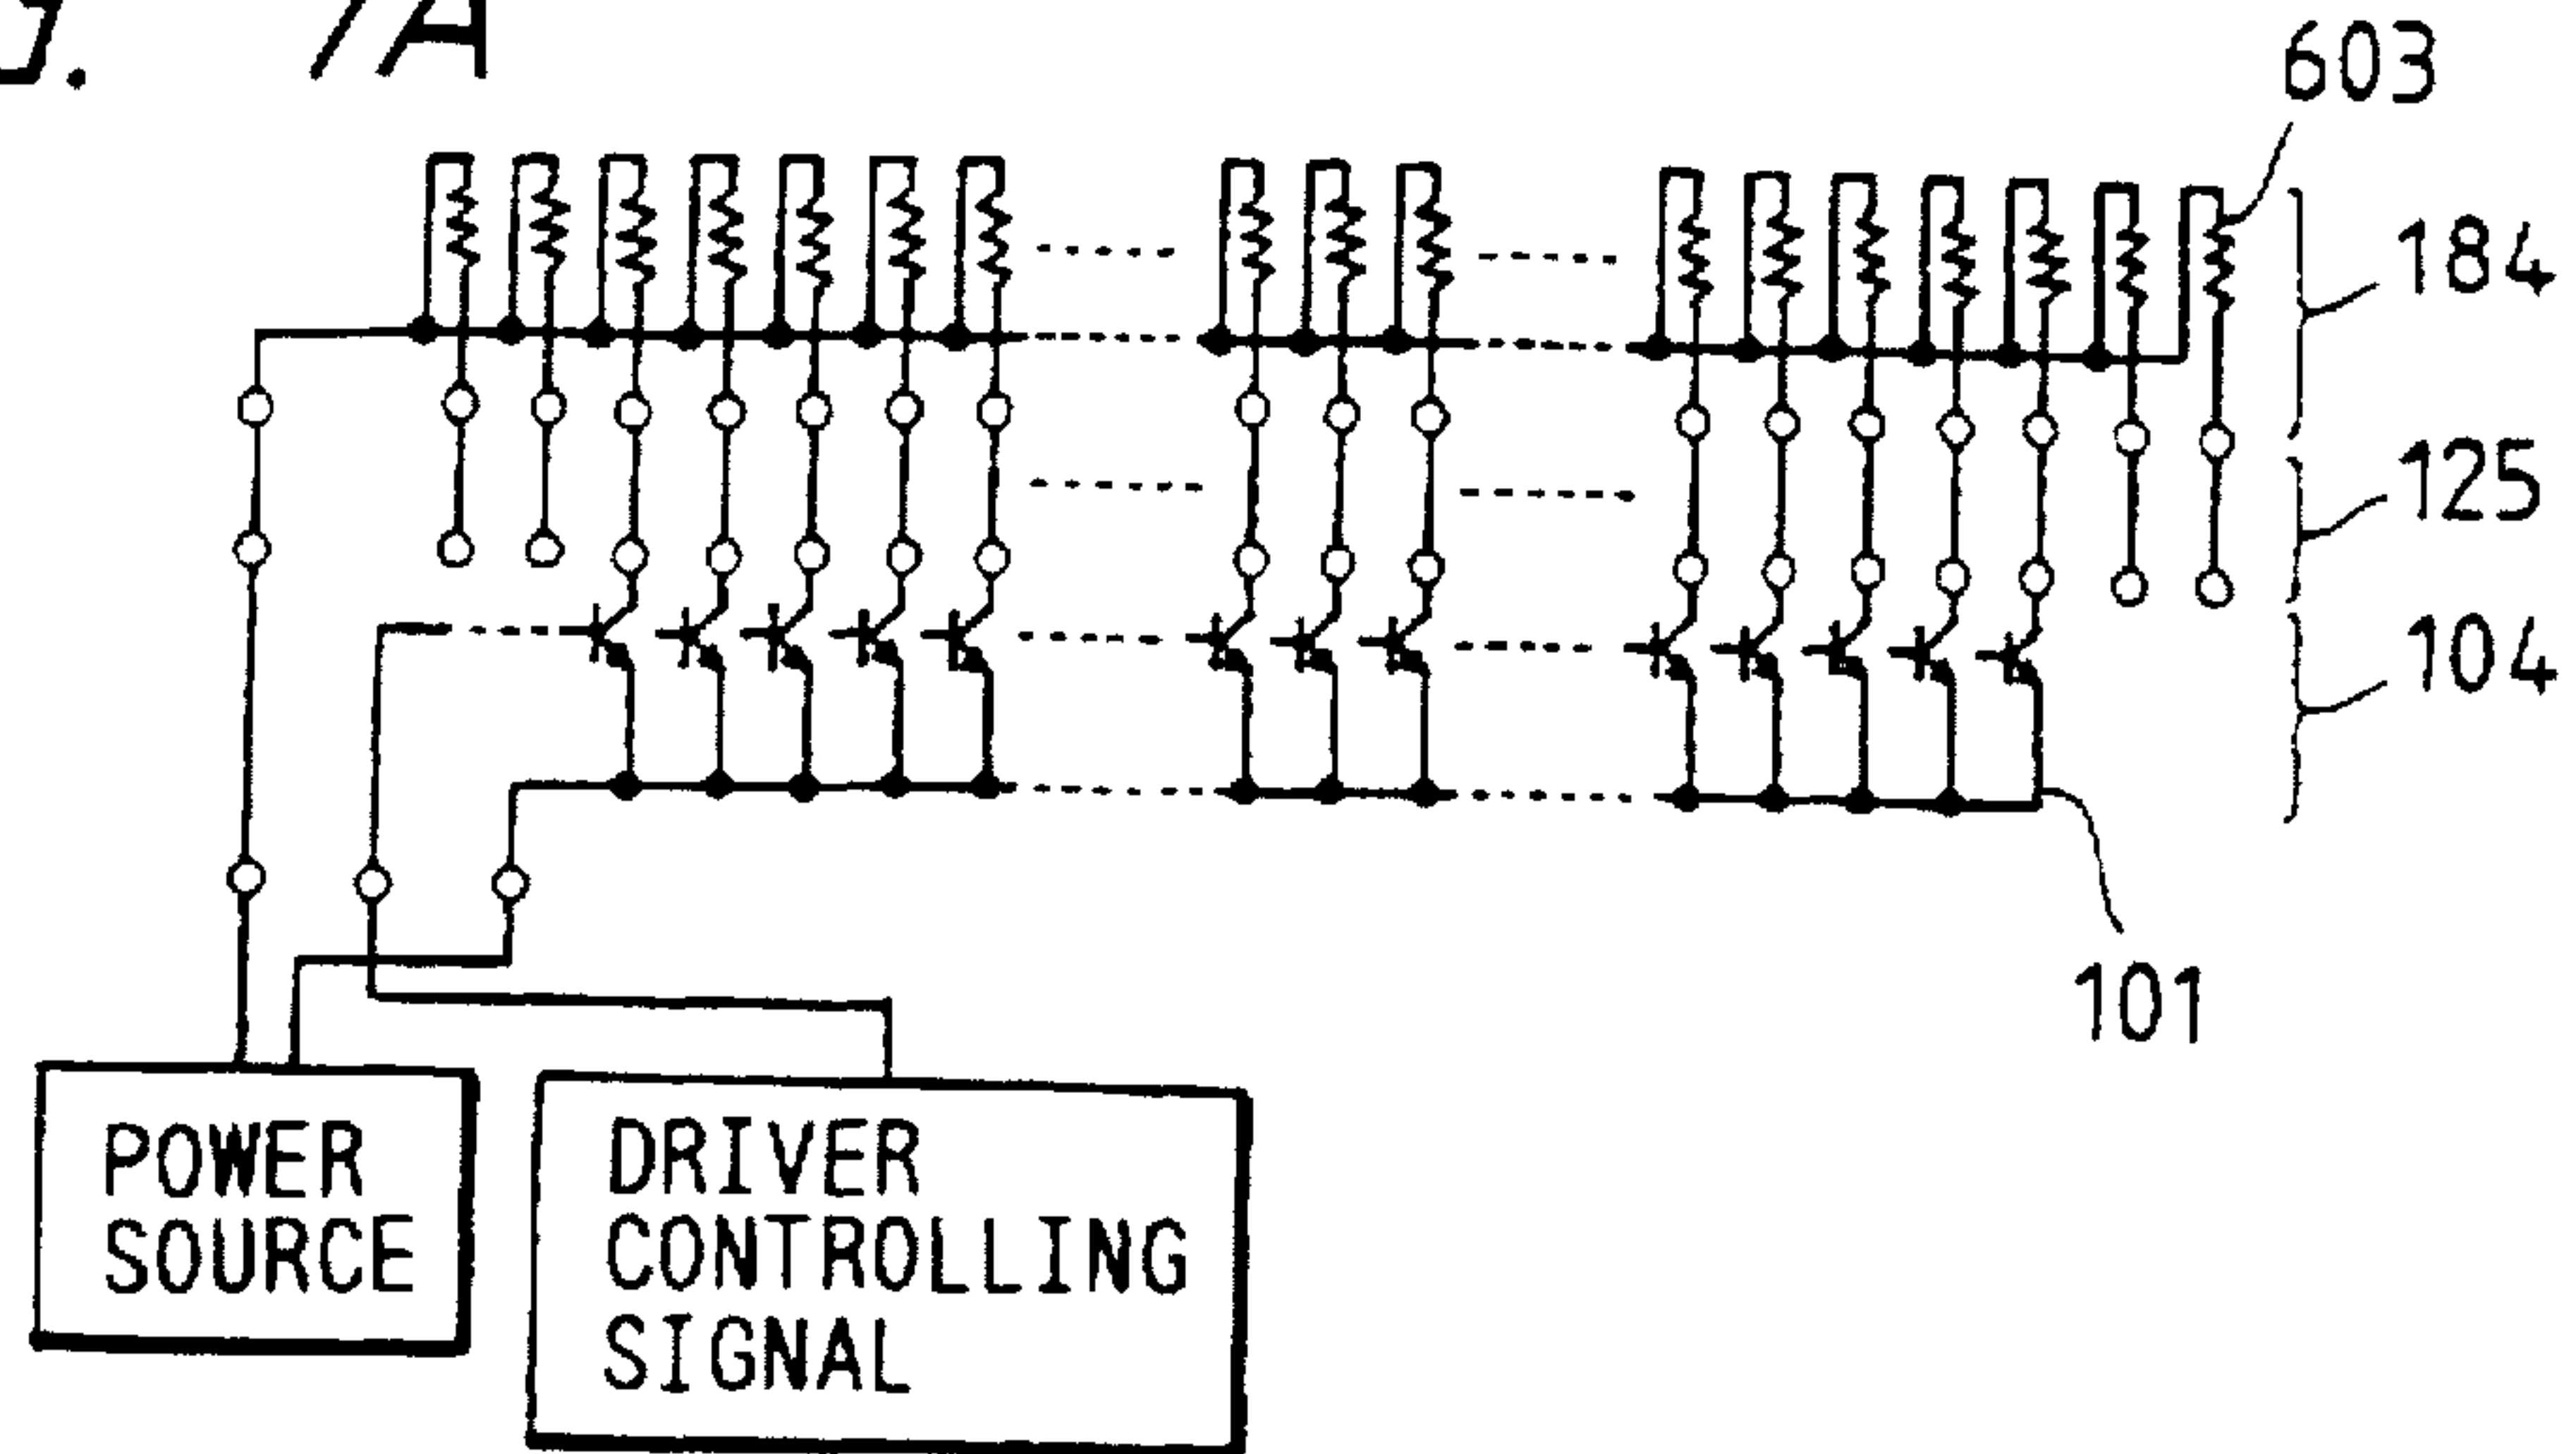 7A
603
184
125
104
101
POWER
SOURCE
DRIVER
CONTROLLING
SIGNAL